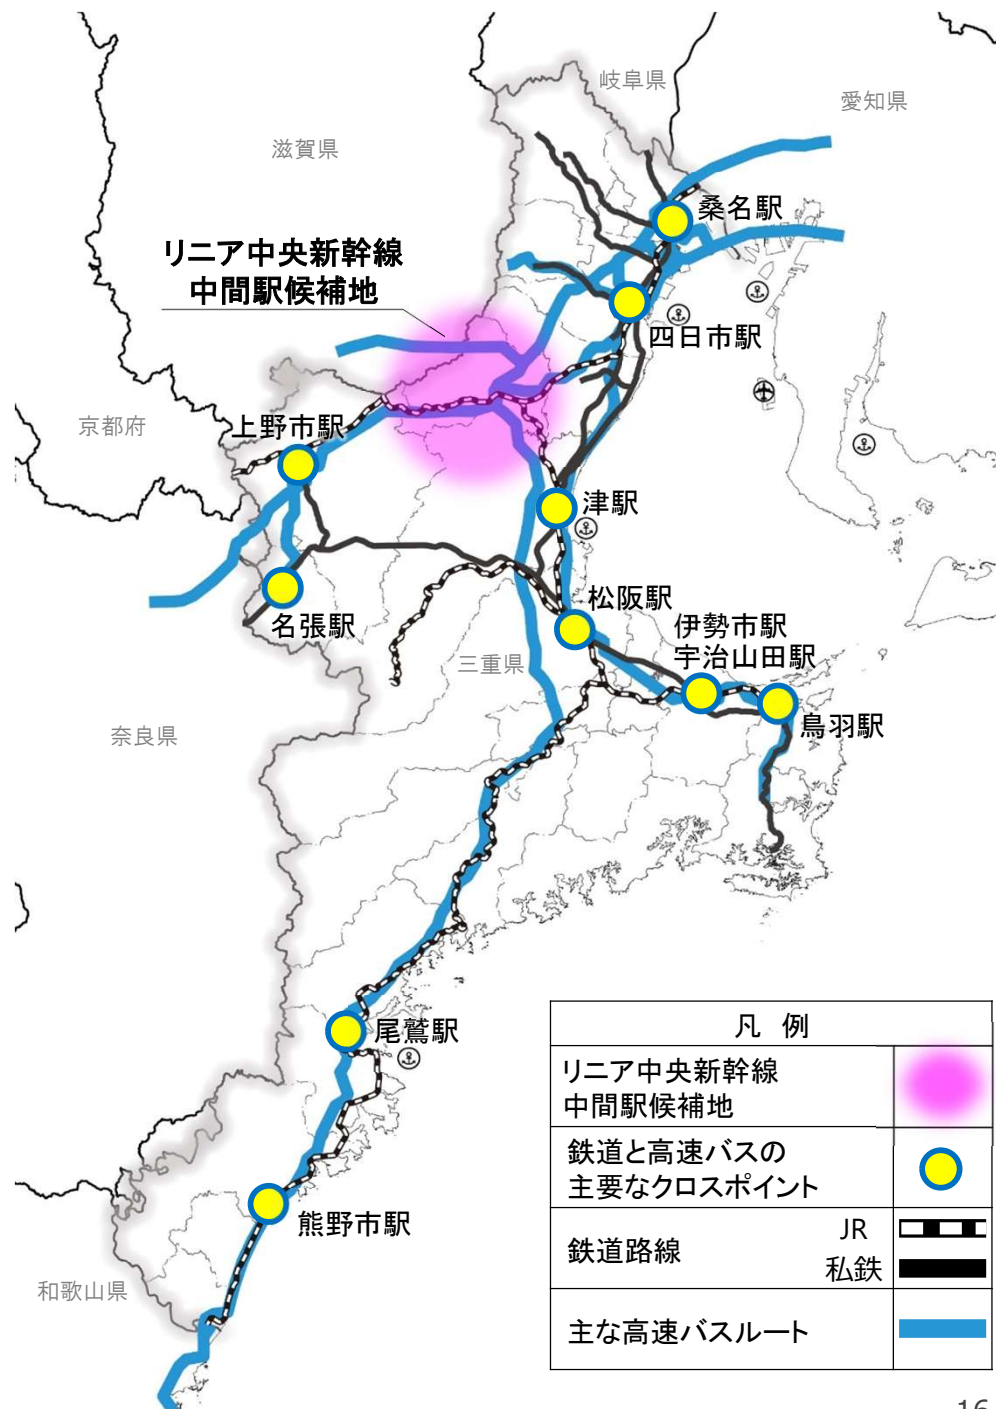 岐阜県
愛知県
滋賀県
桑名駅
リニア中央新幹線
中間駅候補地
四日市駅
京都府
上野市駅
津駅
松阪駅
名張駅
伊勢市駅
宇治山田駅
三重県
鳥羽駅
奈良県
尾鷲駅
熊野市駅
和歌山県
凡 例
リニア中央新幹線
中間駅候補地
鉄道と高速バスの
主要なクロスポイント
鉄道路線
JR
私鉄
主な高速バスルート
16